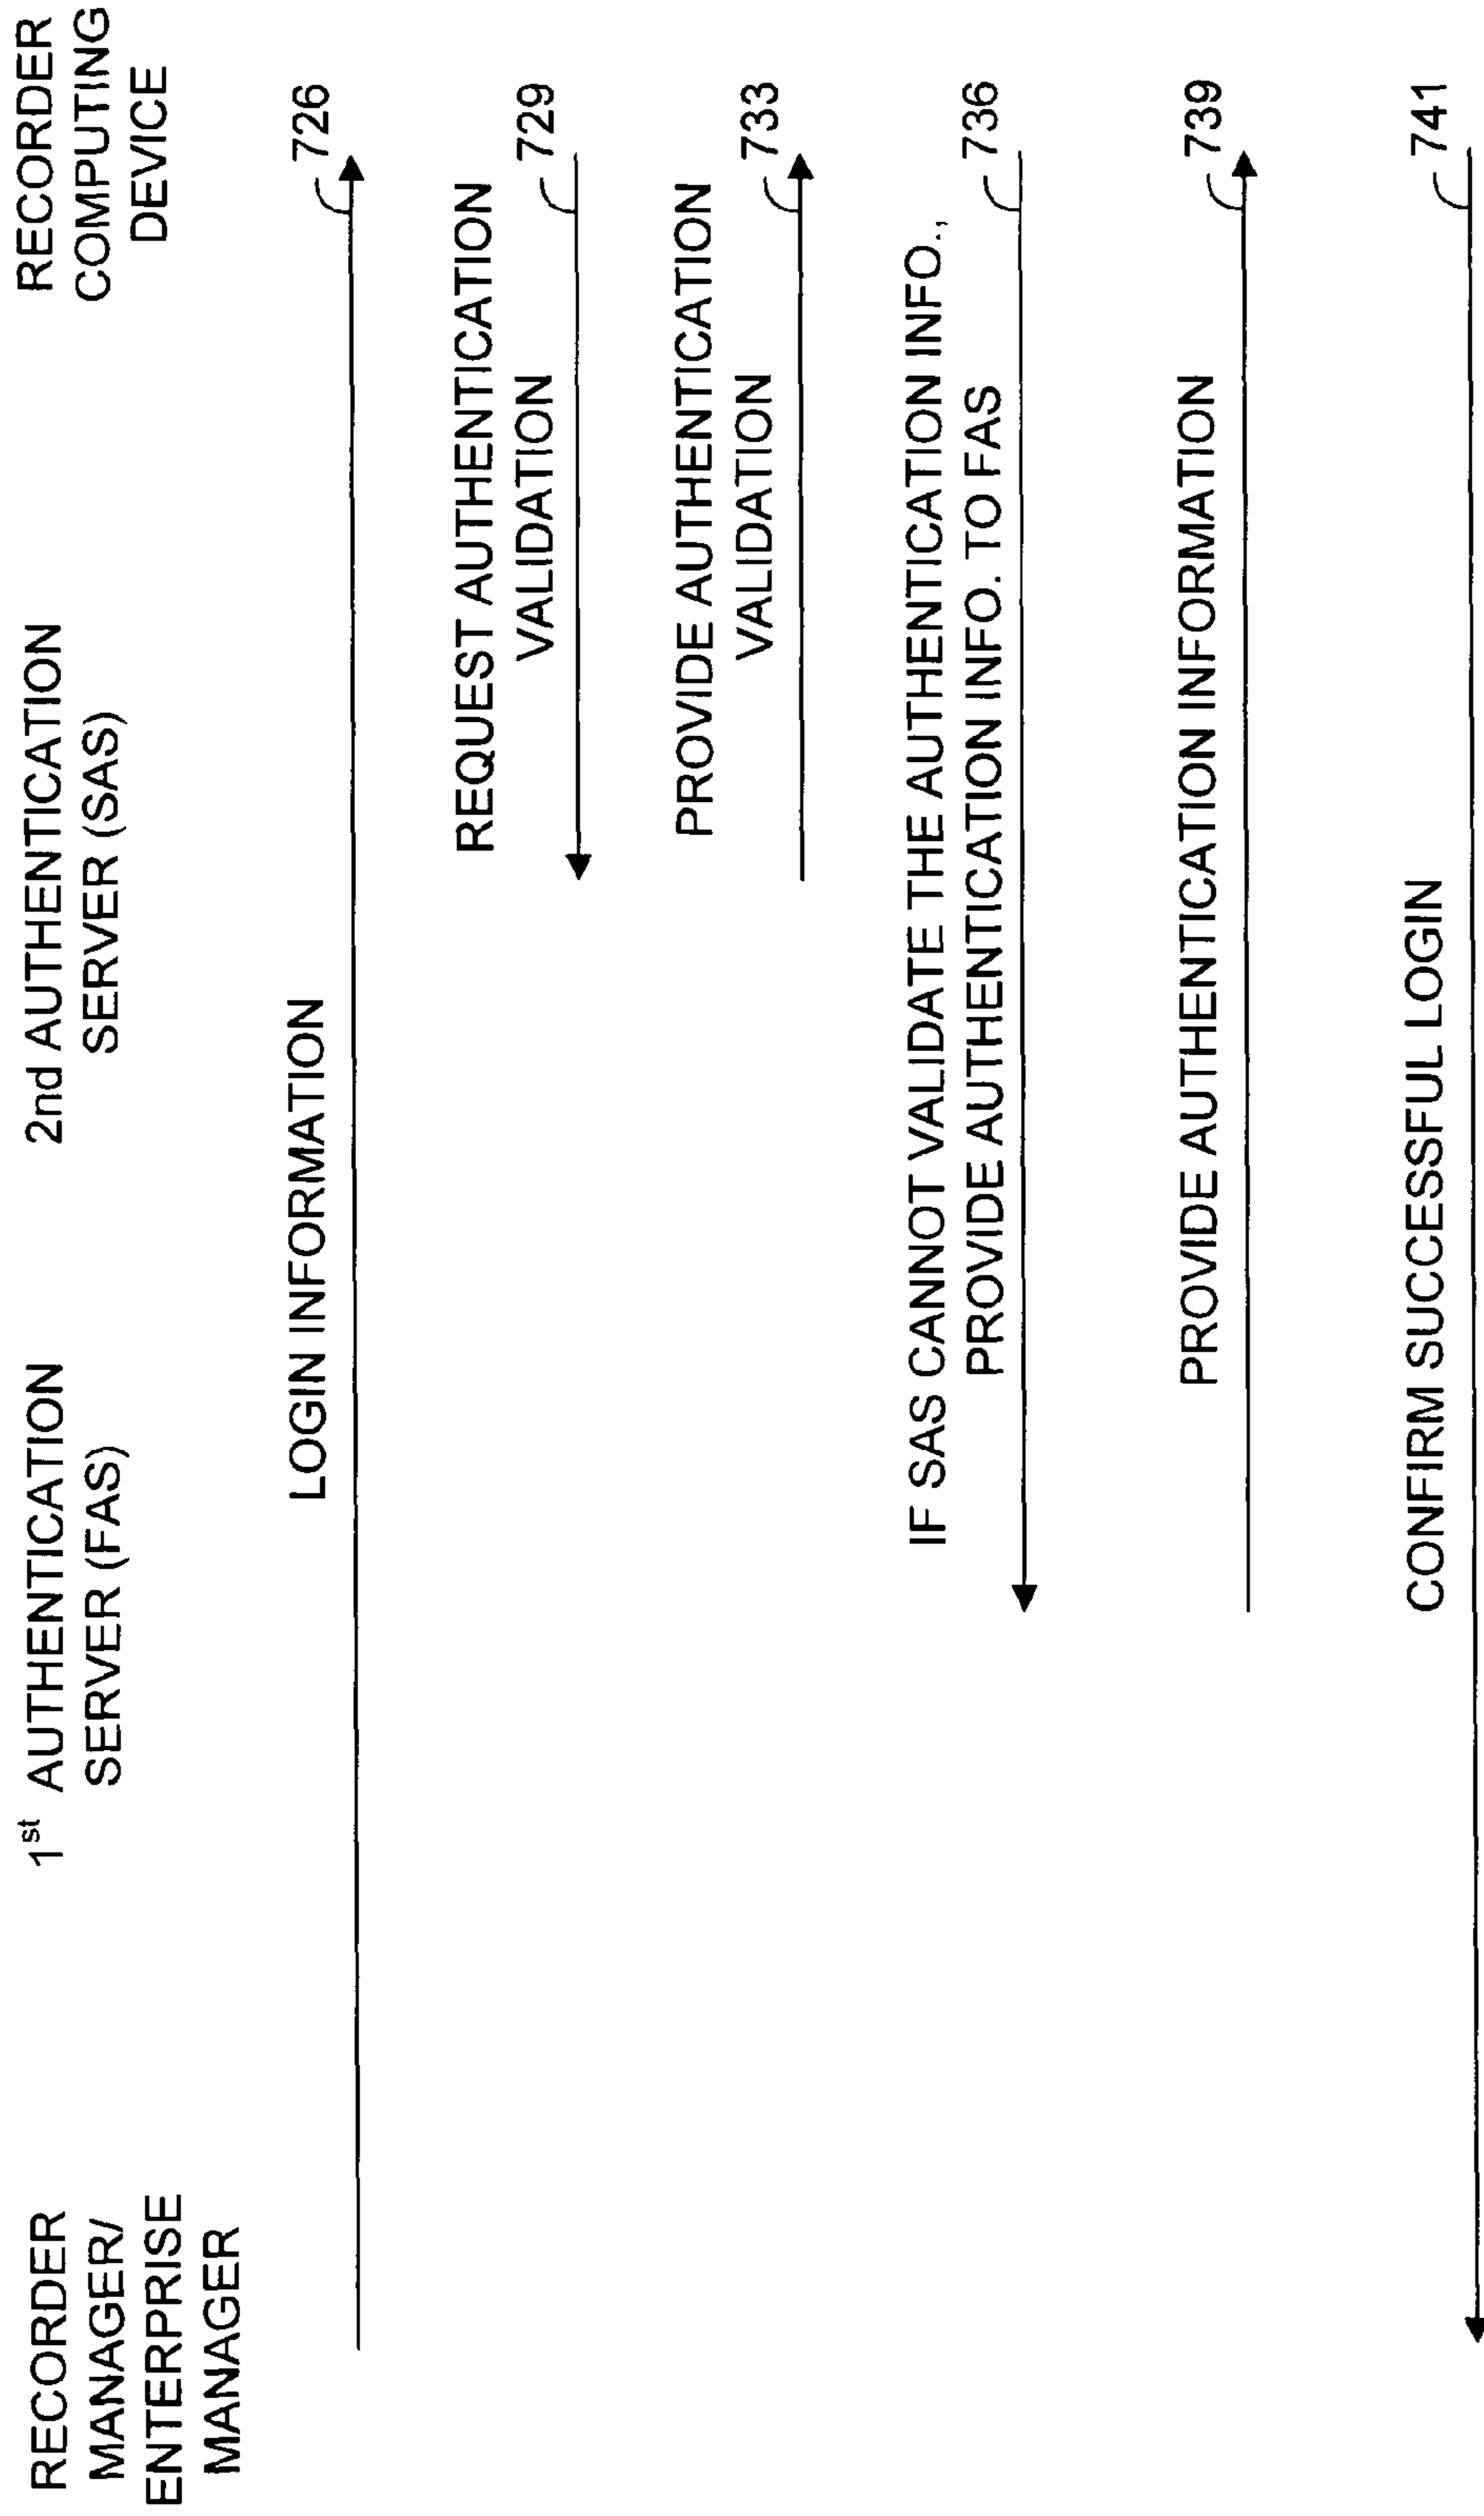 RECORDER
MANAGER/
ENTERPRISE
MANAGER
1st AUTHENTICATION
SERVER (FAS)
2nd AUTHENTICATION
SERVER (SAS)
RECORDER
COMPUTING
DEVICE
LOGIN INFORMATION
726
REQUEST AUTHENTICATION
VALIDATION
729
PROVIDE AUTHENTICATION
VALIDATION
733
IF SAS CANNOT VALIDATE THE AUTHENTICATION INFO.,
PROVIDE AUTHENTICATION INFO. TO FAS
736
PROVIDE AUTHENTICATION INFORMATION
739
CONFIRM SUCCESSFUL LOGIN
741